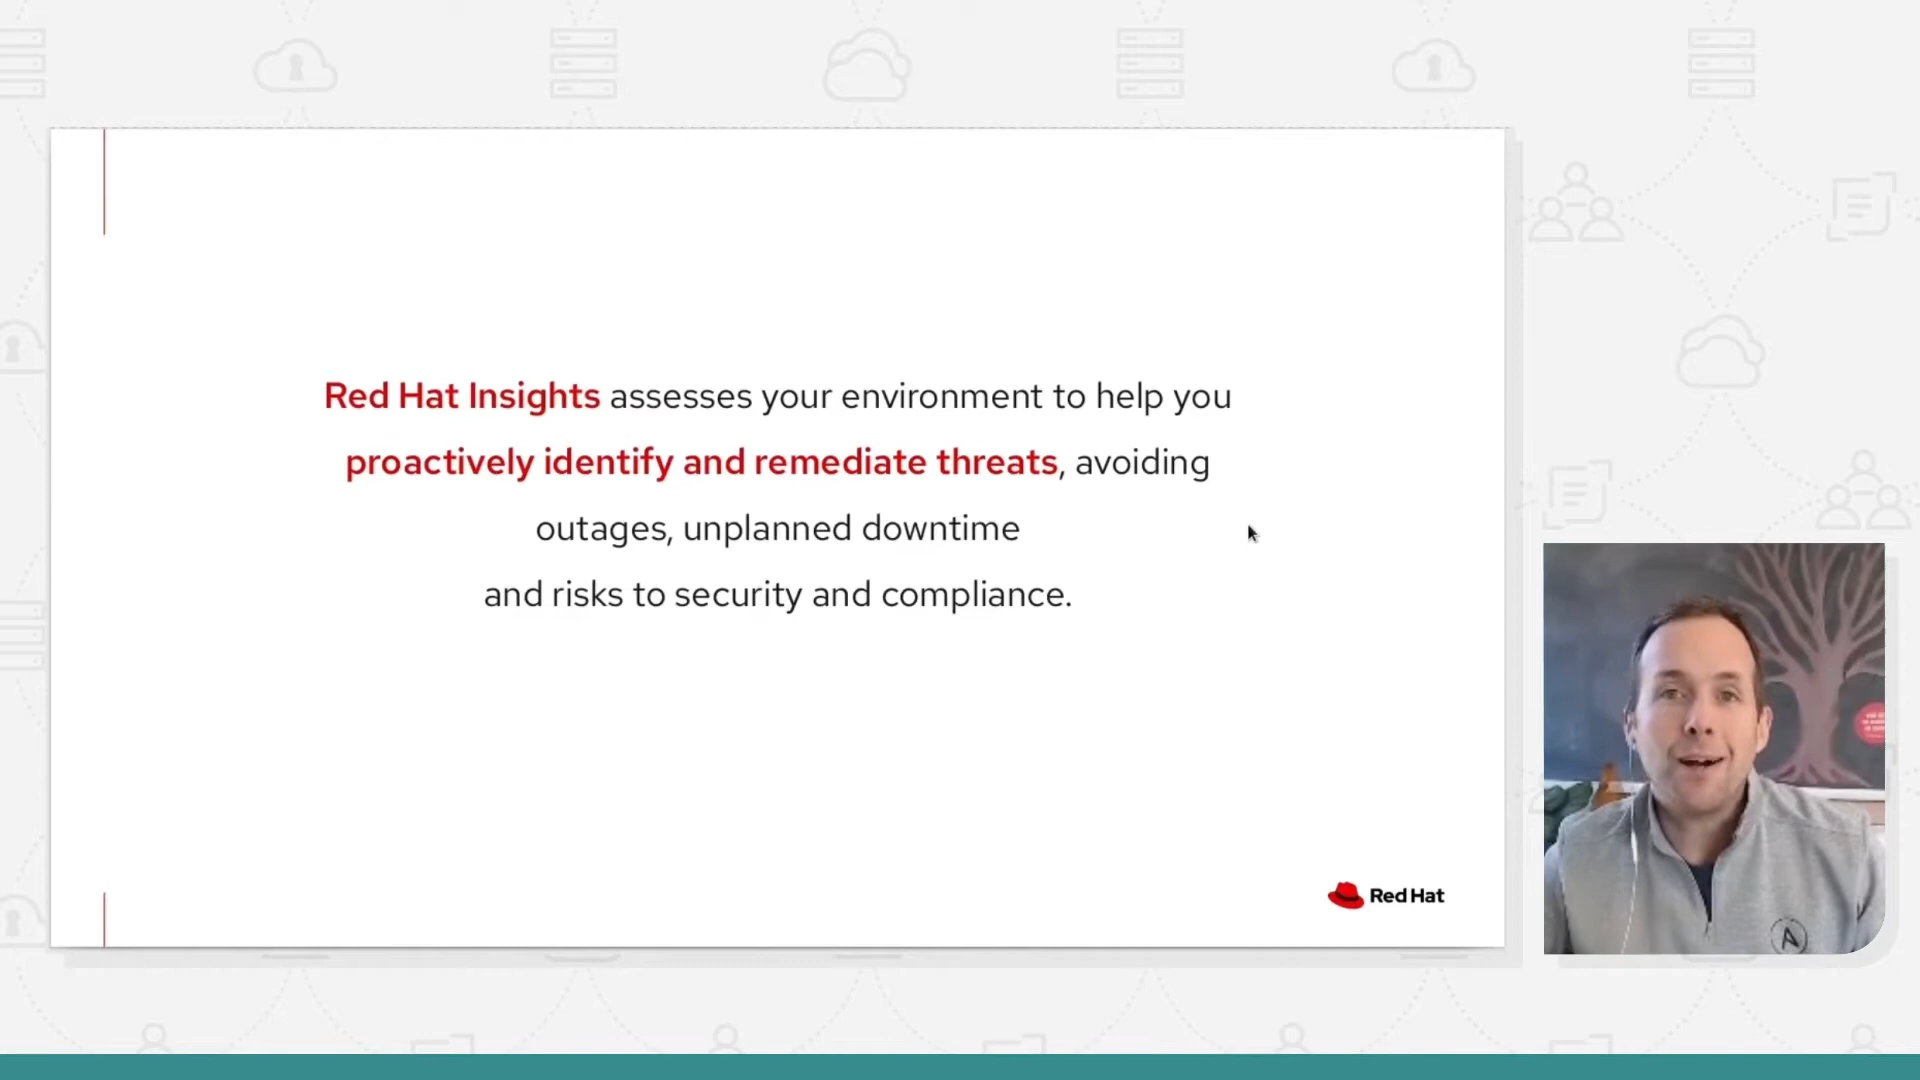 Red Hat Insights assesses your environment to help you
proactively identify and remediate threats, avoiding
outages, unplanned downtime
and risks to security and compliance.
Red Hat